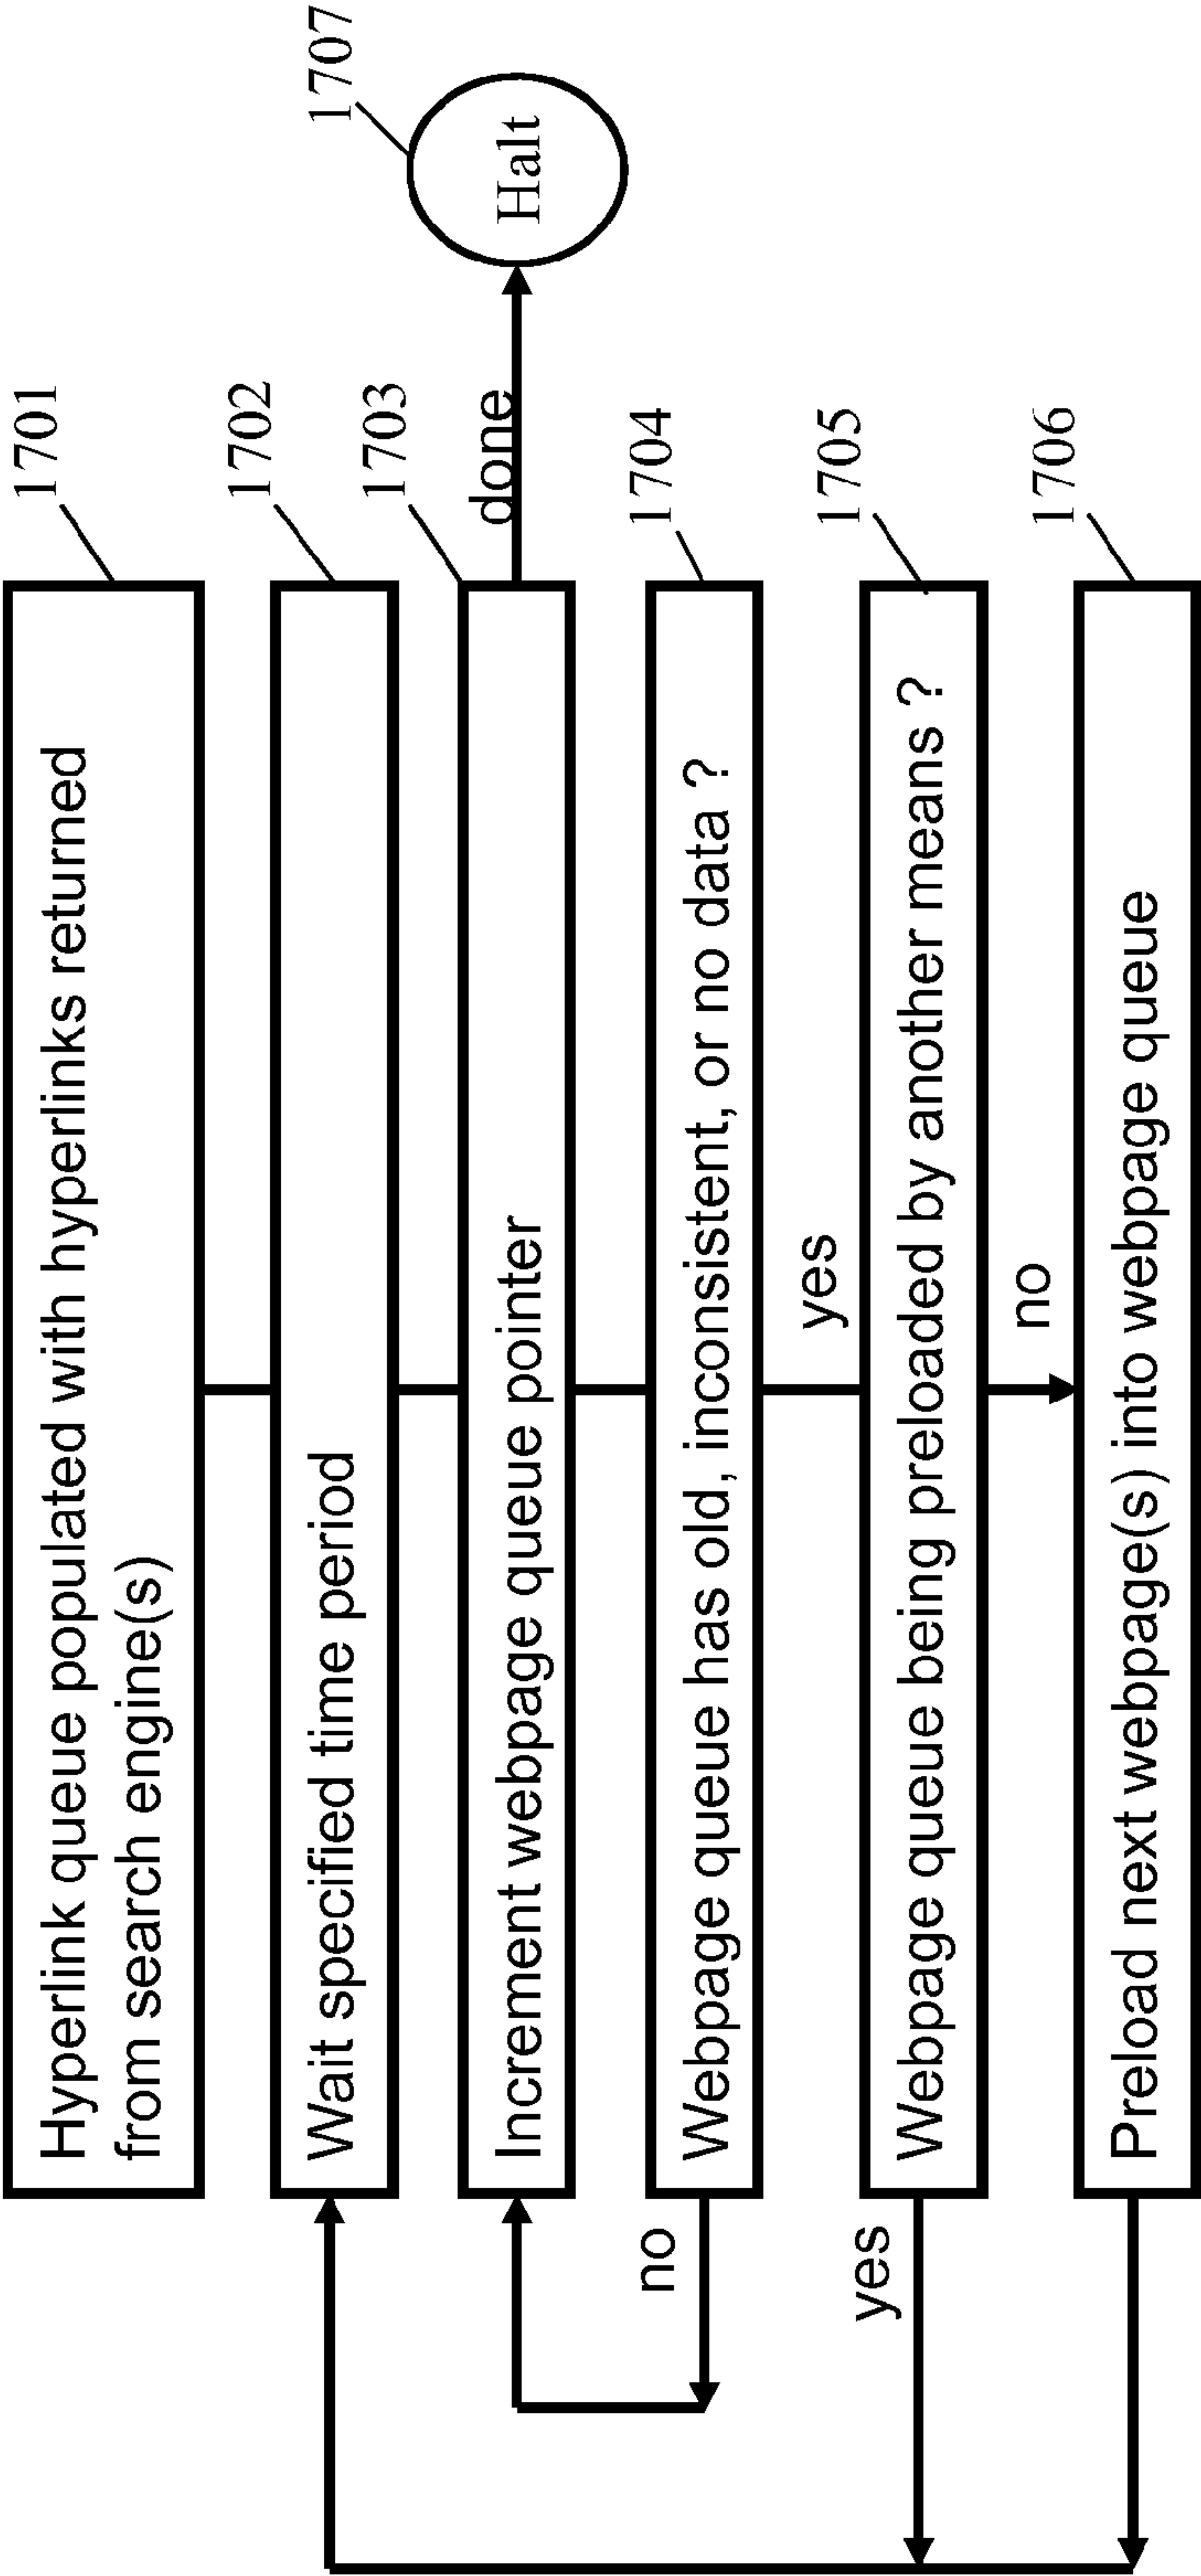 Hyperlink queue populated with hyperlinks returned
from search engine(s)
1701
Wait specified time period
1702
Increment webpage queue pointer
1703
done
Halt
1707
Webpage queue has old, inconsistent, or no data ?
1704
no
yes
Webpage queue being preloaded by another means ?
1705
yes
no
Preload next webpage(s) into webpage queue
1706